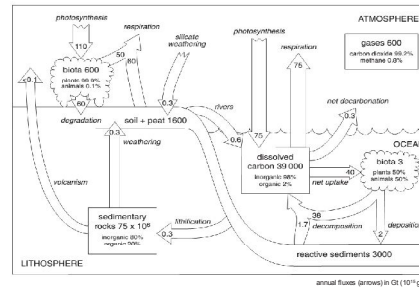 ATMOSPHERE
photosynthesis
respiration
silicate
weathering
photosynthesis
respiration
gases 600
carbon dioxide 99.2%
methane 0.8%
110
50
60
75
biota 600
plants 99.9%
animals 0.1%
0.1
1
net decarbonation
60
0.3
rivers
0.3
degradation
soil + peat 1600
0.6
75
OCEAN
weathering
0.3
dissolved
carbon 39 000
inorganic 98%
organic 2%
40
net uptake
biota 3
plants 50%
animals 50%
volcanism
sedimentary
rocks 75 x 10⁶
inorganic 80%
organic 20%
lithification
0.3
38
decomposition
1.7
deposition
2
reactive sediments 3000
LITHOSPHERE
annual fluxes (arrows) in Gt (10¹⁵